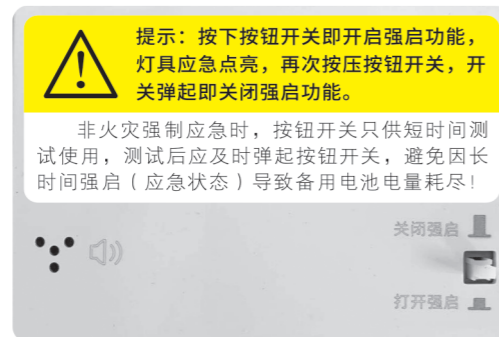 提示：按下按钮开关即开启强启功能，
灯具应急点亮，再次按压按钮开关，开
关弹起即关闭强启功能。
非火灾强制应急时，按钮开关只供短时间测
试使用，测试后应及时弹起按钮开关，避免因长
时间强启（应急状态）导致备用电池电量耗尽！
关闭强启
打开强启